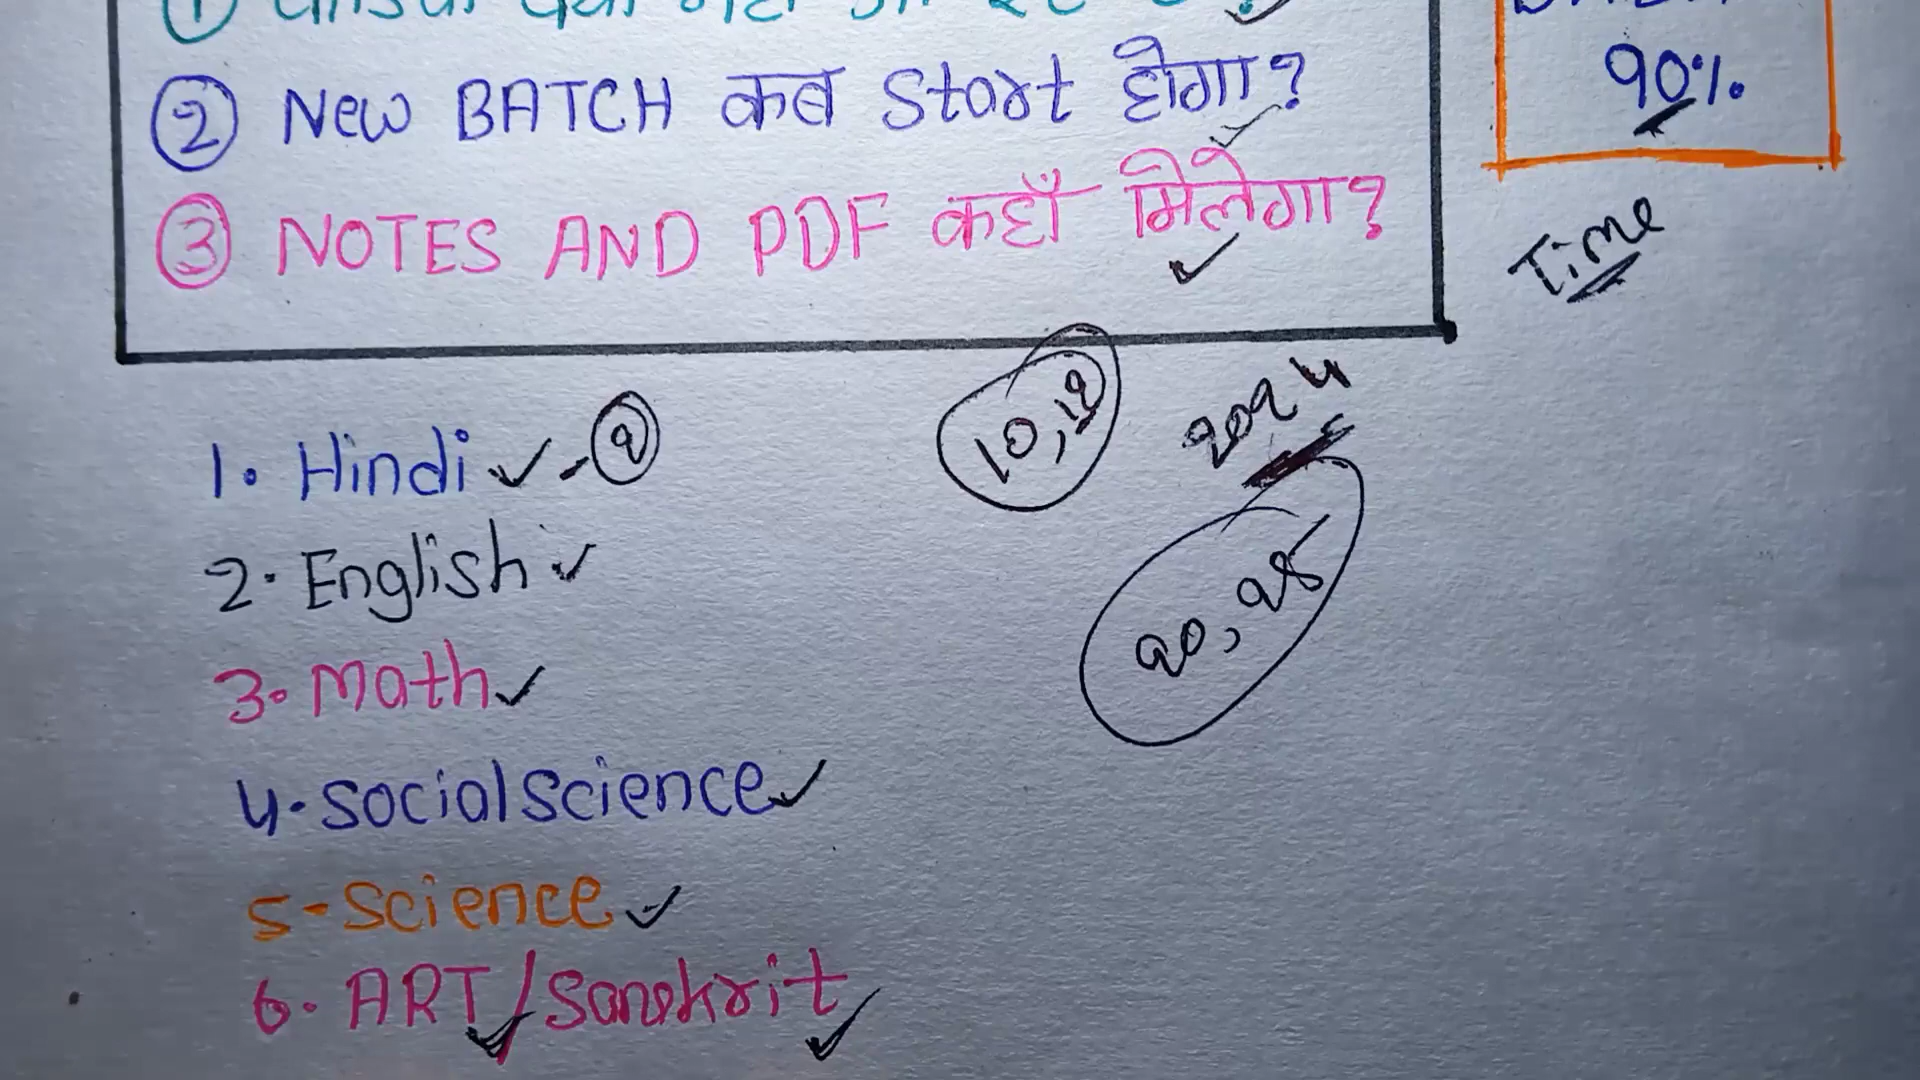 ② New BATCH कब Start होगा?
90%
③ NOTES AND PDF कहाँ मिलेगा?
Time
10, 12
2024
1. Hindi ✓ -
2. English ✓
20, 25
3. Math ✓
4. Social science ✓
5-Science ✓
6. ART/Sanskrit ✓